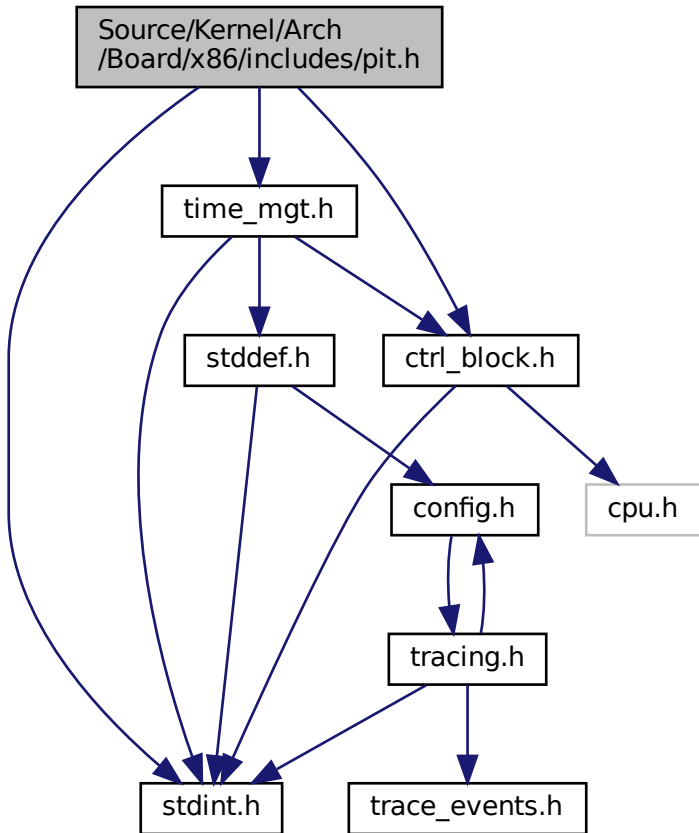 Source/Kernel/Arch
/Board/x86/includes/pit.h
time_mgt.h
stddef.h
ctrl_block.h
config.h
cpu.h
tracing.h
stdint.h
trace_events.h